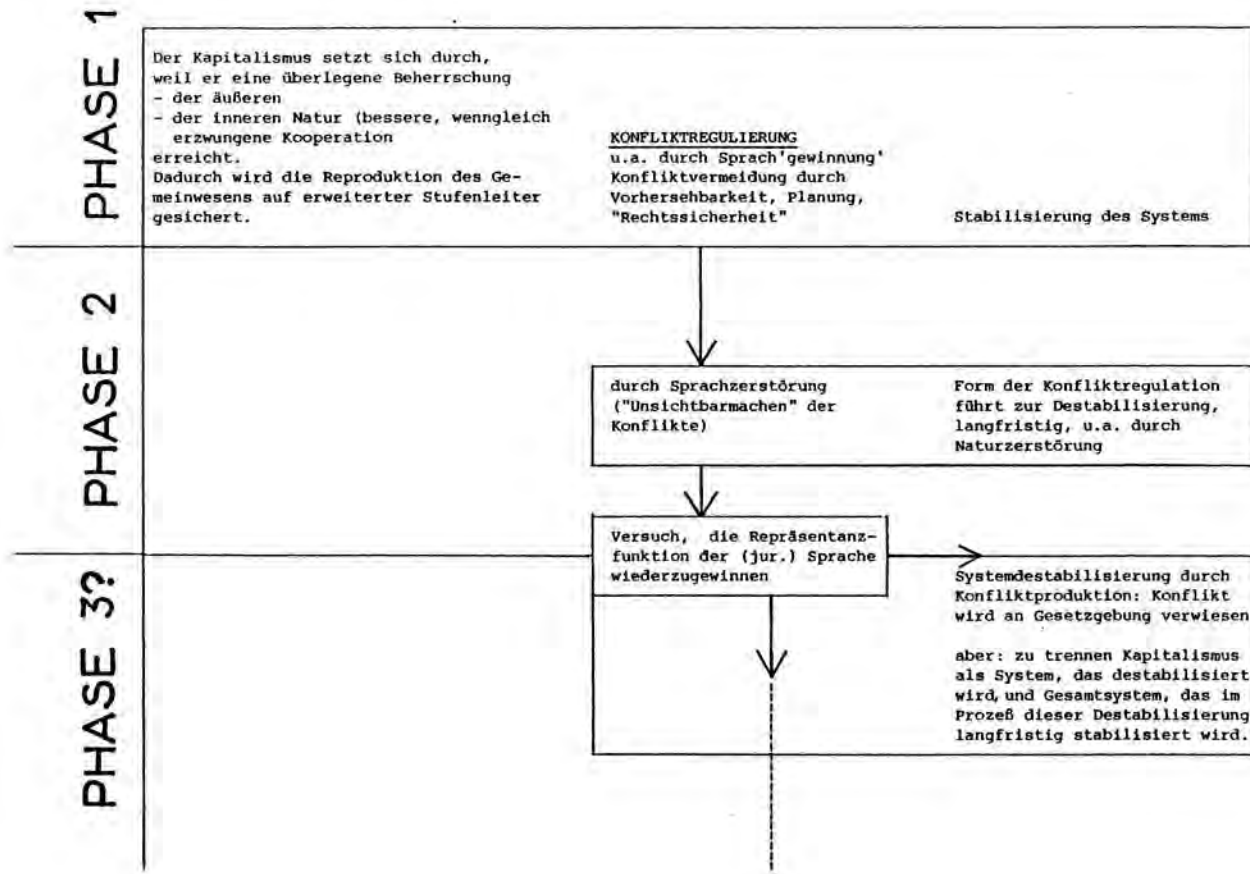 PHASE 1
Der Kapitalismus setzt sich durch,
weil er eine überlegene Beherrschung
- der äußeren
- der inneren Natur (bessere, wenngleich
erzwungene Kooperation
erreicht.
Dadurch wird die Reproduktion des Ge-
meinwesens auf erweiterter Stufenleiter
gesichert.
KONFLIKTREGULIERUNG
u.a. durch Sprach'gewinnung'
Konfliktvermeidung durch
Vorhersehbarkeit, Planung,
"Rechtssicherheit"
Stabilisierung des Systems
PHASE 2
durch Sprachzerstörung
("Unsichtbarmachen" der
Konflikte)
Form der Konfliktregulation
führt zur Destabilisierung,
langfristig, u.a. durch
Naturzerstörung
Versuch, die Repräsentanz-
funktion der (jur.) Sprache
wiederzugewinnen
PHASE 3?
Systemdestabilisierung durch
Konfliktproduktion: Konflikt
wird an Gesetzgebung verwiesen
aber: zu trennen Kapitalismus
als System, das destabilisiert
wird, und Gesamtsystem, das im
Prozeß dieser Destabilisierung
langfristig stabilisiert wird.